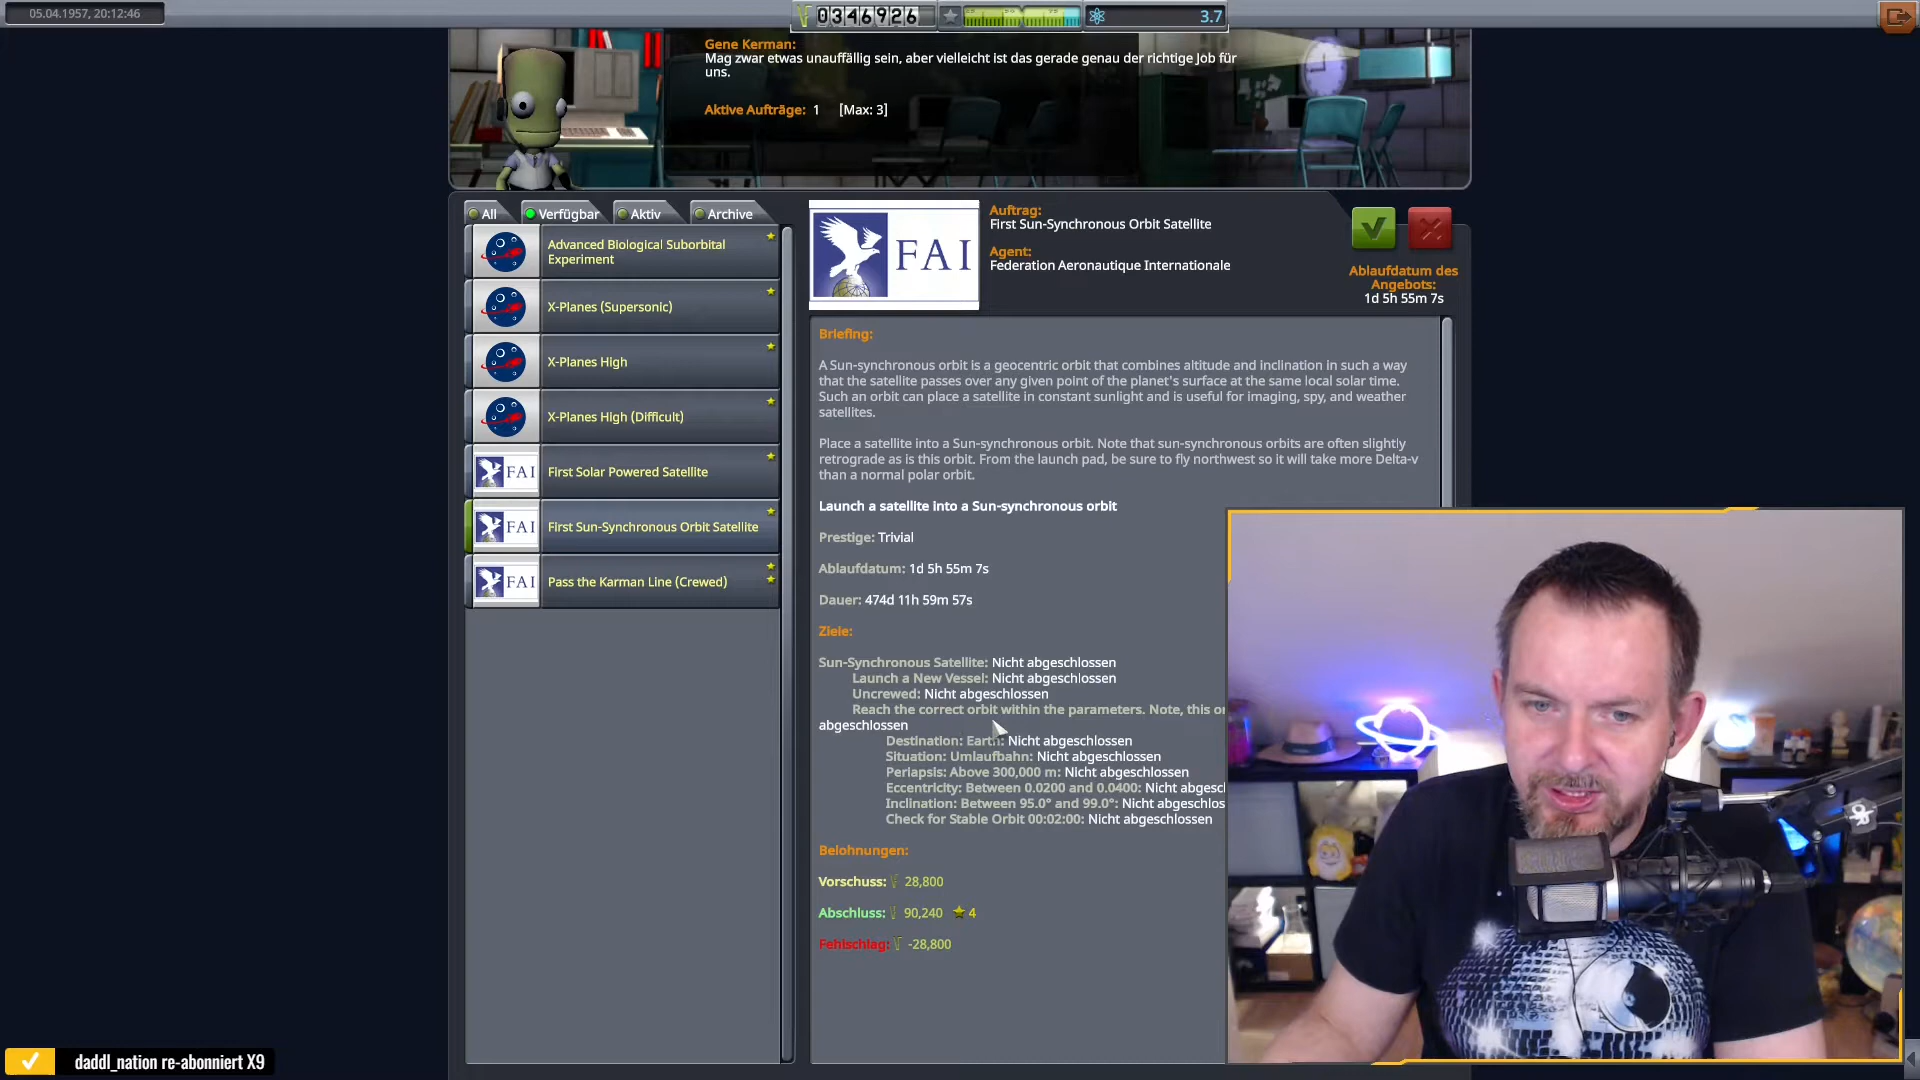 05.04.1957, 20:12:46
0346926
3.7
Gene Kerman:
Mag zwar etwas unauffällig sein, aber vielleicht ist das gerade genau der richtige Job für
uns.
Aktive Aufträge: 1 [Max: 3]
All
Verfügbar
Aktiv
Archive
Advanced Biological Suborbital
Experiment
X-Planes (Supersonic)
X-Planes High
X-Planes High (Difficult)
FAI
First Solar Powered Satellite
FAI
First Sun-Synchronous Orbit Satellite
FAI
Pass the Karman Line (Crewed)
FAI
Auftrag:
First Sun-Synchronous Orbit Satellite
Agent:
Federation Aeronautique Internationale
Ablaufdatum des
Angebots:
1d 5h 55m 7s
Briefing:
A Sun-synchronous orbit is a geocentric orbit that combines altitude and inclination in such a way
that the satellite passes over any given point of the planet's surface at the same local solar time.
Such an orbit can place a satellite in constant sunlight and is useful for imaging, spy, and weather
satellites.
Place a satellite into a Sun-synchronous orbit. Note that sun-synchronous orbits are often slightly
retrograde as is this orbit. From the launch pad, be sure to fly northwest so it will take more Delta-v
than a normal polar orbit.
Launch a satellite into a Sun-synchronous orbit
Prestige: Trivial
Ablaufdatum: 1d 5h 55m 7s
Dauer: 474d 11h 59m 57s
Ziele:
Sun-Synchronous Satellite: Nicht abgeschlossen
Launch a New Vessel: Nicht abgeschlossen
Uncrewed: Nicht abgeschlossen
Reach the correct orbit within the parameters. Note, this or
abgeschlossen
Destination: Earth: Nicht abgeschlossen
Situation: Umlaufbahn: Nicht abgeschlossen
Periapsis: Above 300,000 m: Nicht abgeschlossen
Eccentricity: Between 0.0200 and 0.0400: Nicht abgescl
Inclination: Between 95.0° and 99.0°: Nicht abgeschlos
Check for Stable Orbit 00:02:00: Nicht abgeschlossen
Belohnungen:
Vorschuss: 28,800
Abschluss: 90,240 4
Fehlschlag: -28,800
daddl_nation re-abonniert X9